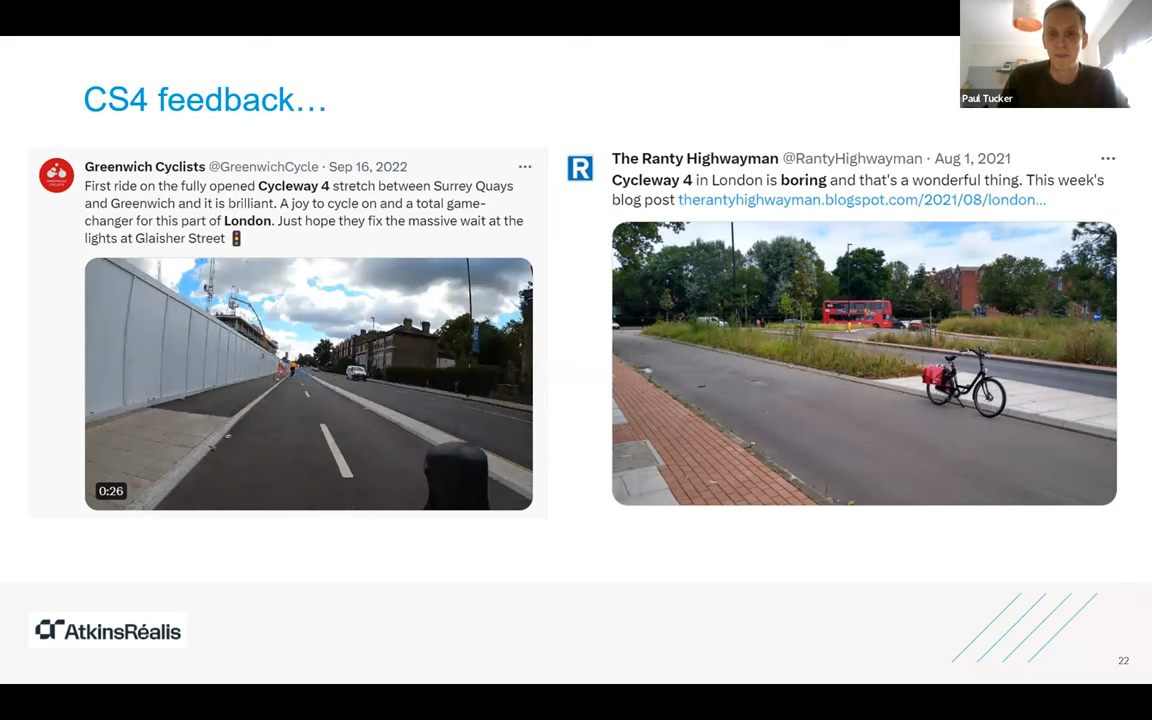 Paul Tucker
CS4 feedback…
Greenwich Cyclists @GreenwichCycle · Sep 16, 2022
First ride on the fully opened Cycleway 4 stretch between Surrey Quays
and Greenwich and it is brilliant. A joy to cycle on and a total game-
changer for this part of London. Just hope they fix the massive wait at the
lights at Glaisher Street 🚦
0:26
The Ranty Highwayman @RantyHighwayman · Aug 1, 2021
Cycleway 4 in London is boring and that's a wonderful thing. This week's
blog post therantyhighwayman.blogspot.com/2021/08/london...
R
AtkinsRéalis
22